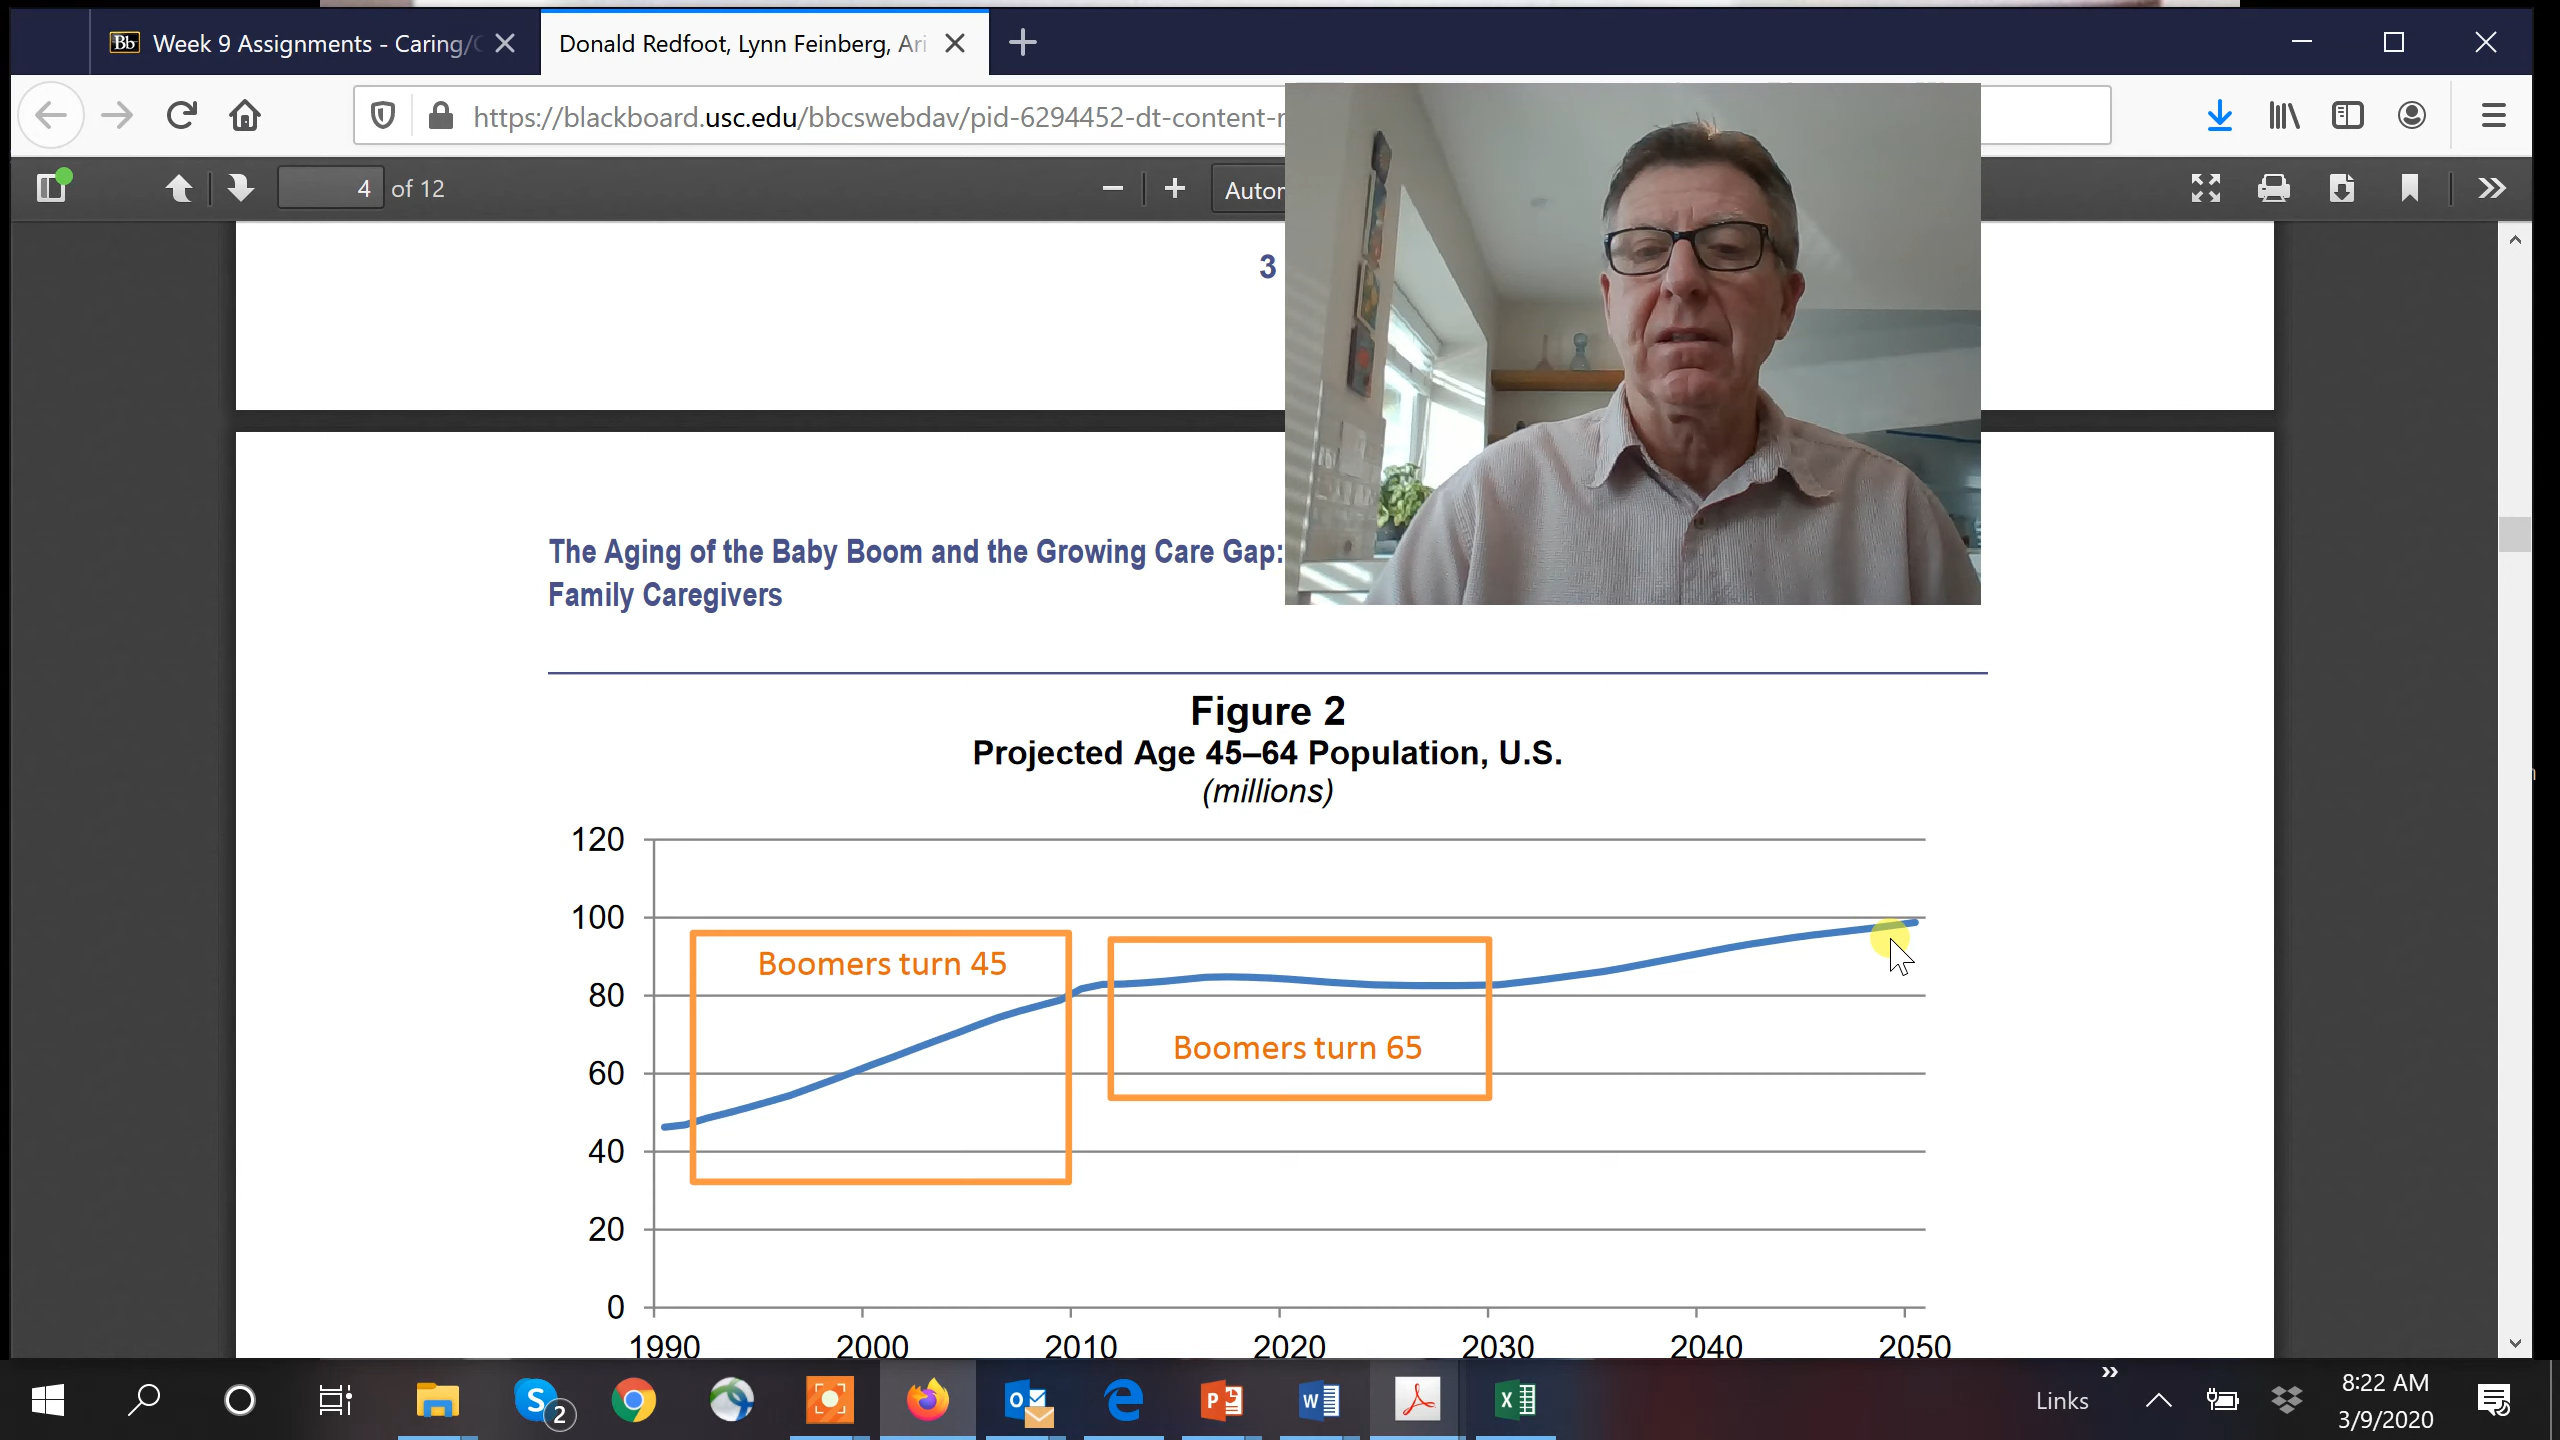 Week 9 Assignments - Caring/
Donald Redfoot, Lynn Feinberg, Ari
https://blackboard.usc.edu/bbcswebdav/pid-6294452-dt-content-r
4 of 12
Autor
3
The Aging of the Baby Boom and the Growing Care Gap:
Family Caregivers
Figure 2
Projected Age 45–64 Population, U.S.
(millions)
120
100
80
60
40
20
0
Boomers turn 45
Boomers turn 65
1990 2000 2010 2020 2030 2040 2050
2
Links
8:22 AM
3/9/2020